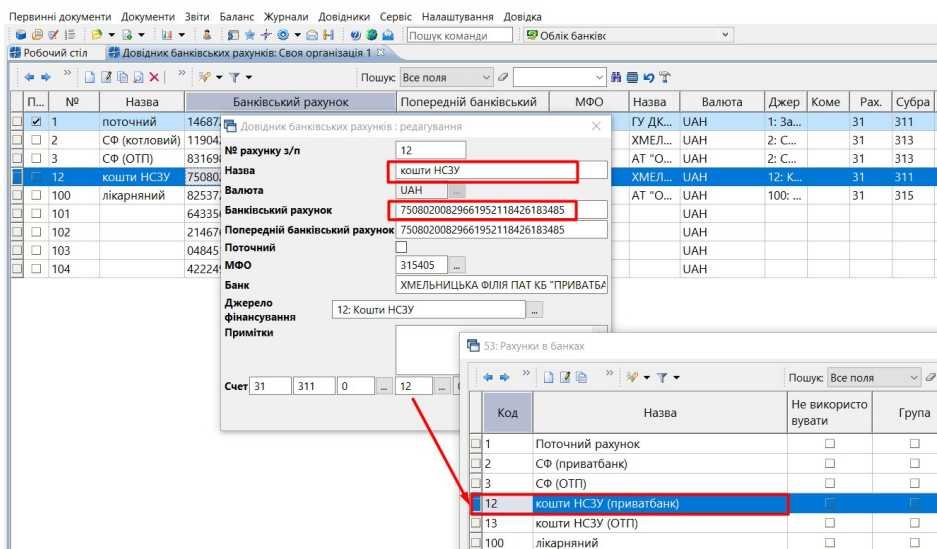 Первинні документи Документи Звіти Баланс Журнали Довідники Сервіс Налаштування Довідка
Пошук команди Облік банківс
Робочий стіл Довідник банківських рахунків: Своя організація 1
Пошук: Все поля
П... № Назва Банківський рахунок Попередній банківський МФО Назва Валюта Джер Коме Рах. Субра
1 поточний 14687 ГУ ДК... UAH 1: За... 31 311
2 СФ (котловий) 11904 ХМЕЛ... UAH 2: С... 31 313
3 СФ (ОТП) 83169 АТ "О... UAH 2: С... 31 313
12 кошти НСЗУ 75080 ХМЕЛ... UAH 12: К... 31 311
100 лікарняний 82537 АТ "О... UAH 100: ... 31 315
101 64335 UAH
102 21467 UAH
103 04845 UAH
104 42224 UAH
Довідник банківських рахунків : редагування
№ рахунку з/п 12
Назва кошти НСЗУ
Валюта UAH ...
Банківський рахунок 75080200829661952118426183485
Попередній банківський рахунок 75080200829661952118426183485
Поточний
МФО 315405 ...
Банк ХМЕЛЬНИЦЬКА ФІЛІЯ ПАТ КБ "ПРИВАТБА
Джерело
фінансування 12: Кошти НСЗУ ...
Примітки
Счет 31 311 0 ... 12 ...
53: Рахунки в банках
Пошук: Все поля
Код Назва Не використо
вувати Група
1 Поточний рахунок
2 СФ (приватбанк)
3 СФ (ОТП)
12 кошти НСЗУ (приватбанк)
13 кошти НСЗУ (ОТП)
100 лікарняний